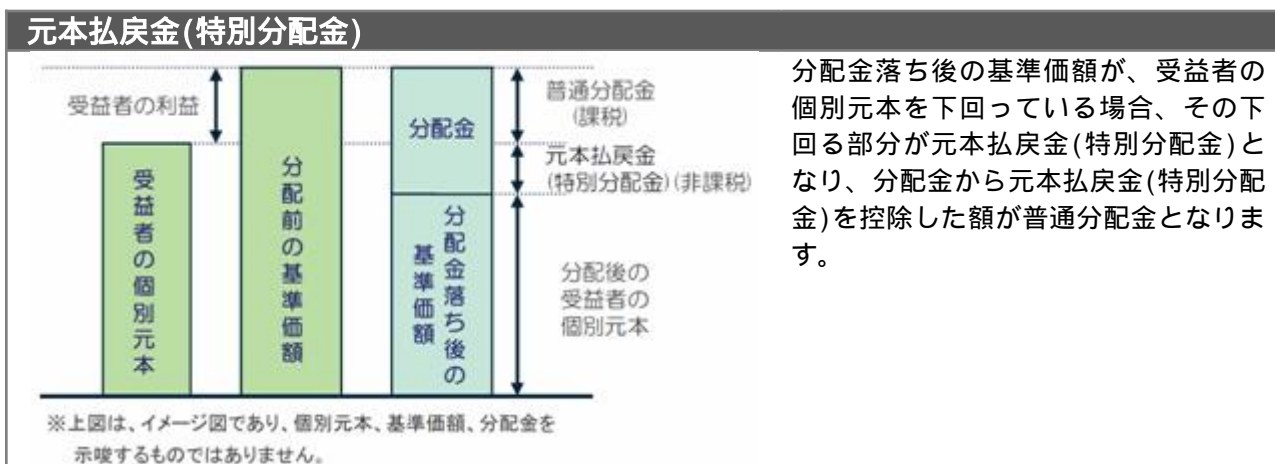 元本払戻金(特別分配金)
受益者の利益
受益者の個別元本
分配前の基準価額
分配金
分配金落ち後の
基準価額
普通分配金
(課税)
元本払戻金
(特別分配金)(非課税)
分配後の
受益者の
個別元本
※上図は、イメージ図であり、個別元本、基準価額、分配金を
示唆するものではありません。
分配金落ち後の基準価額が、受益者の
個別元本を下回っている場合、その下
回る部分が元本払戻金(特別分配金)と
なり、分配金から元本払戻金(特別分配
金)を控除した額が普通分配金となりま
す。